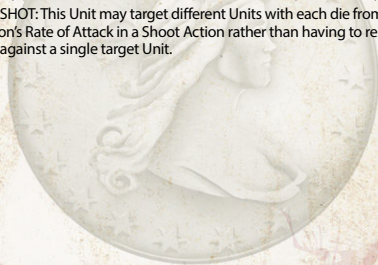 SHOT: This Unit may target different Units with each die from
on's Rate of Attack in a Shoot Action rather than having to re
against a single target Unit.